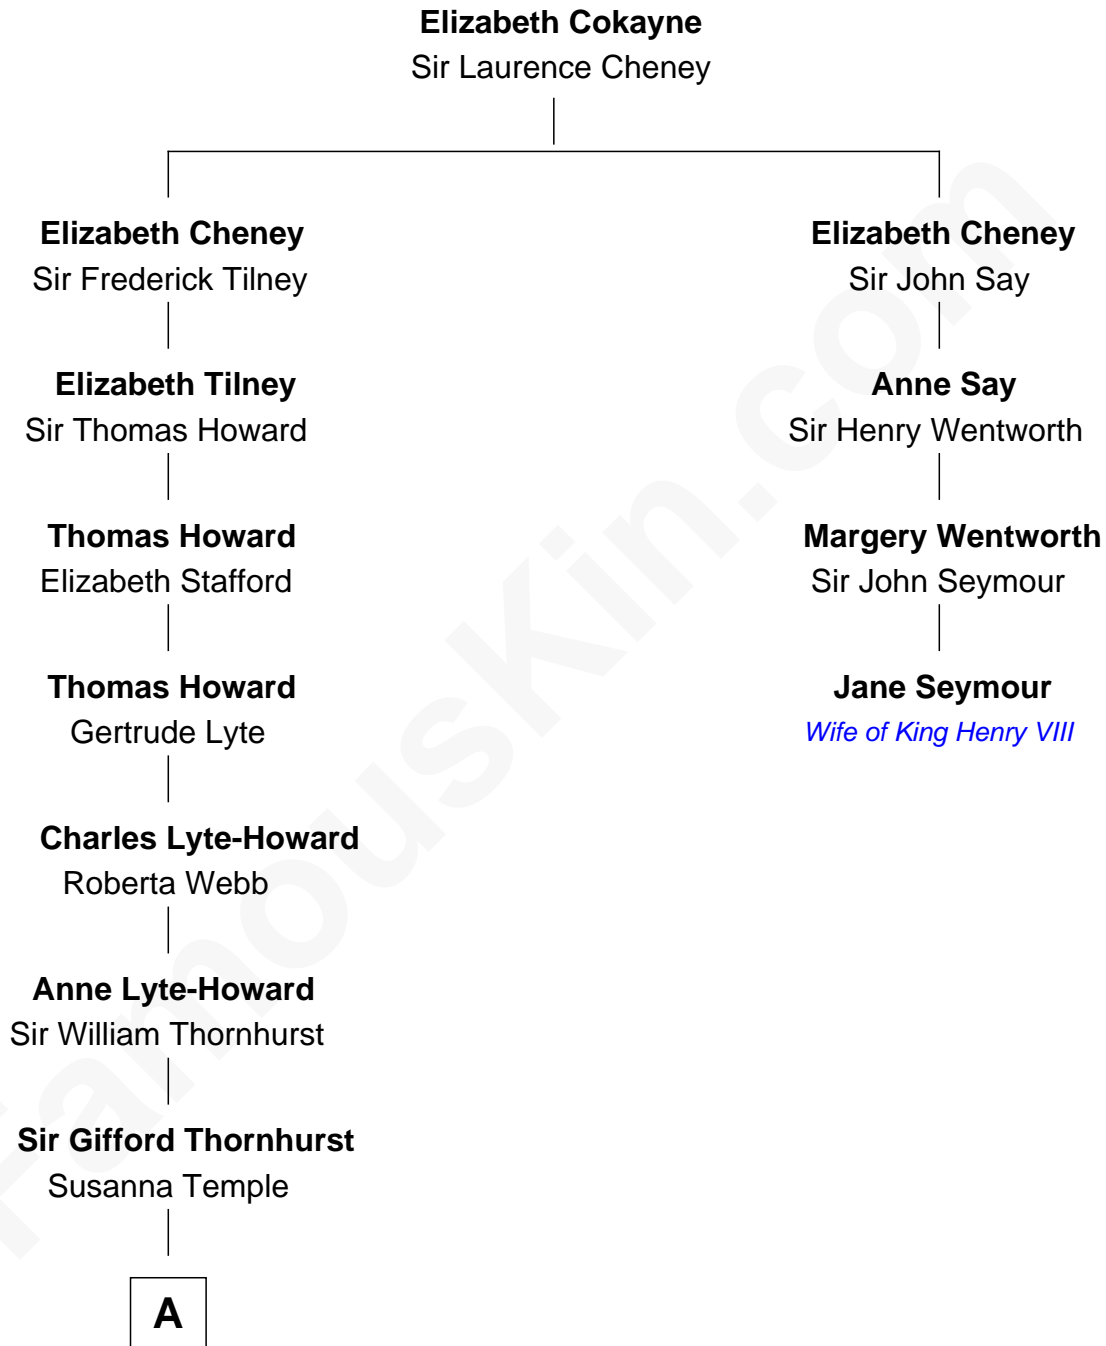 Elizabeth Cokayne
Sir Laurence Cheney
Elizabeth Cheney
Sir Frederick Tilney
Elizabeth Cheney
Sir John Say
Elizabeth Tilney
Sir Thomas Howard
Anne Say
Sir Henry Wentworth
Thomas Howard
Elizabeth Stafford
Margery Wentworth
Sir John Seymour
Thomas Howard
Gertrude Lyte
Jane Seymour
Wife of King Henry VIII
Charles Lyte-Howard
Roberta Webb
Anne Lyte-Howard
Sir William Thornhurst
Sir Gifford Thornhurst
Susanna Temple
A
FamousKin.com